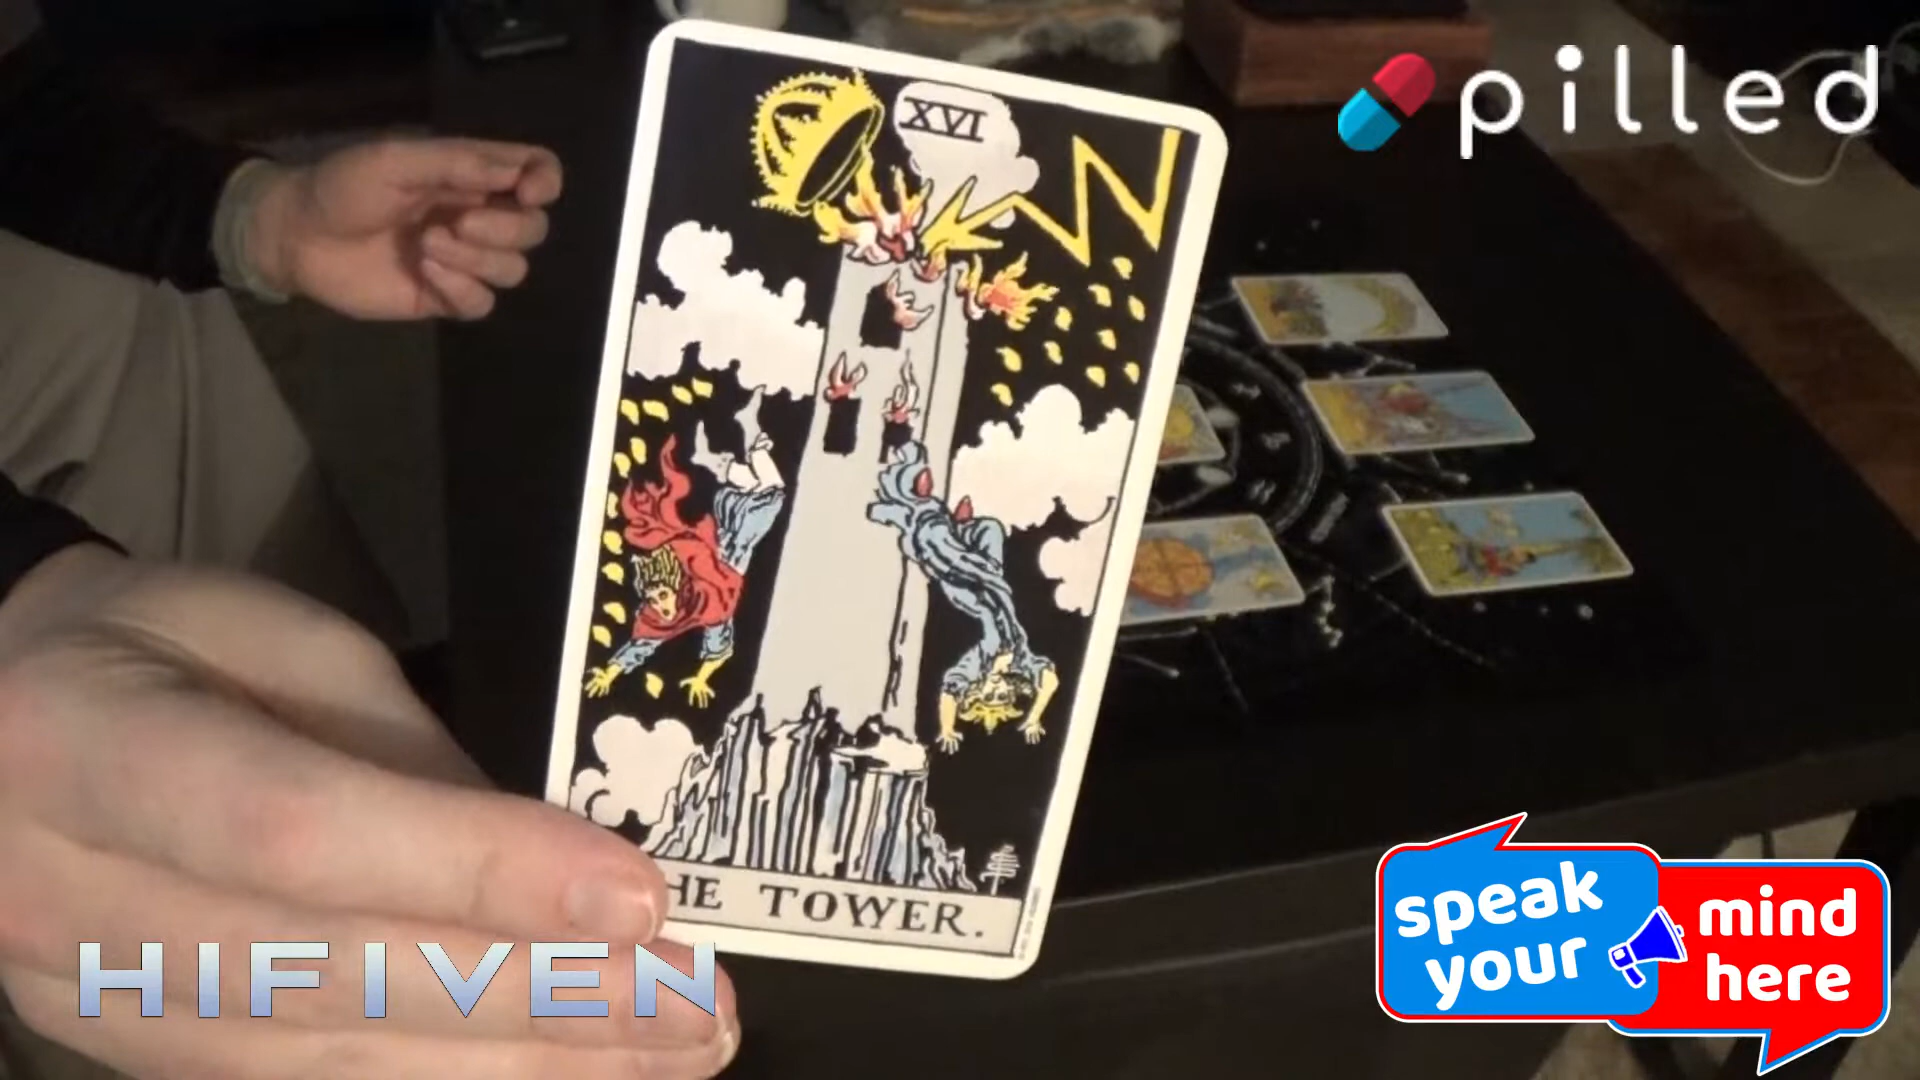 XVI
pilled
HE TOWER.
HIFIVEN
speak
your
mind
here